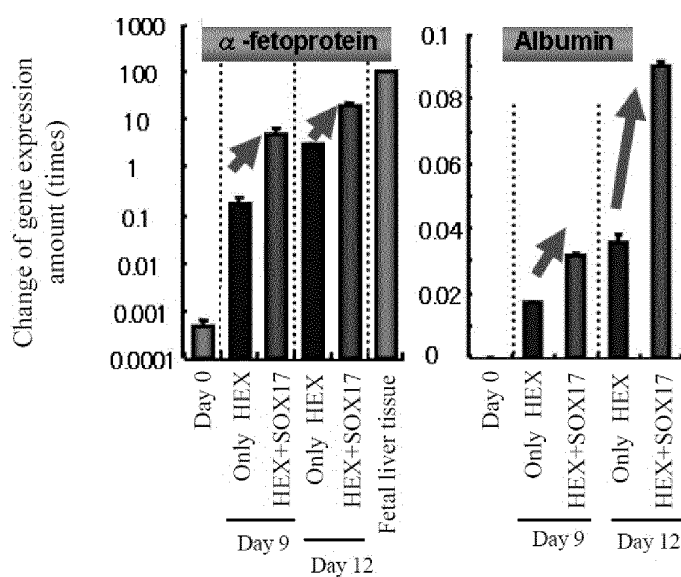 Change of gene expression
amount (times)
α -fetoprotein
1000
100
10
1
0.1
0.01
0.001
0.0001
Day 0
Only HEX
HEX+SOX17
Only HEX
HEX+SOX17
Fetal liver tissue
Day 9
Day 12
Albumin
0.1
0.08
0.06
0.04
0.02
0
Day 0
Only HEX
HEX+SOX17
Only HEX
HEX+SOX17
Day 9
Day 12